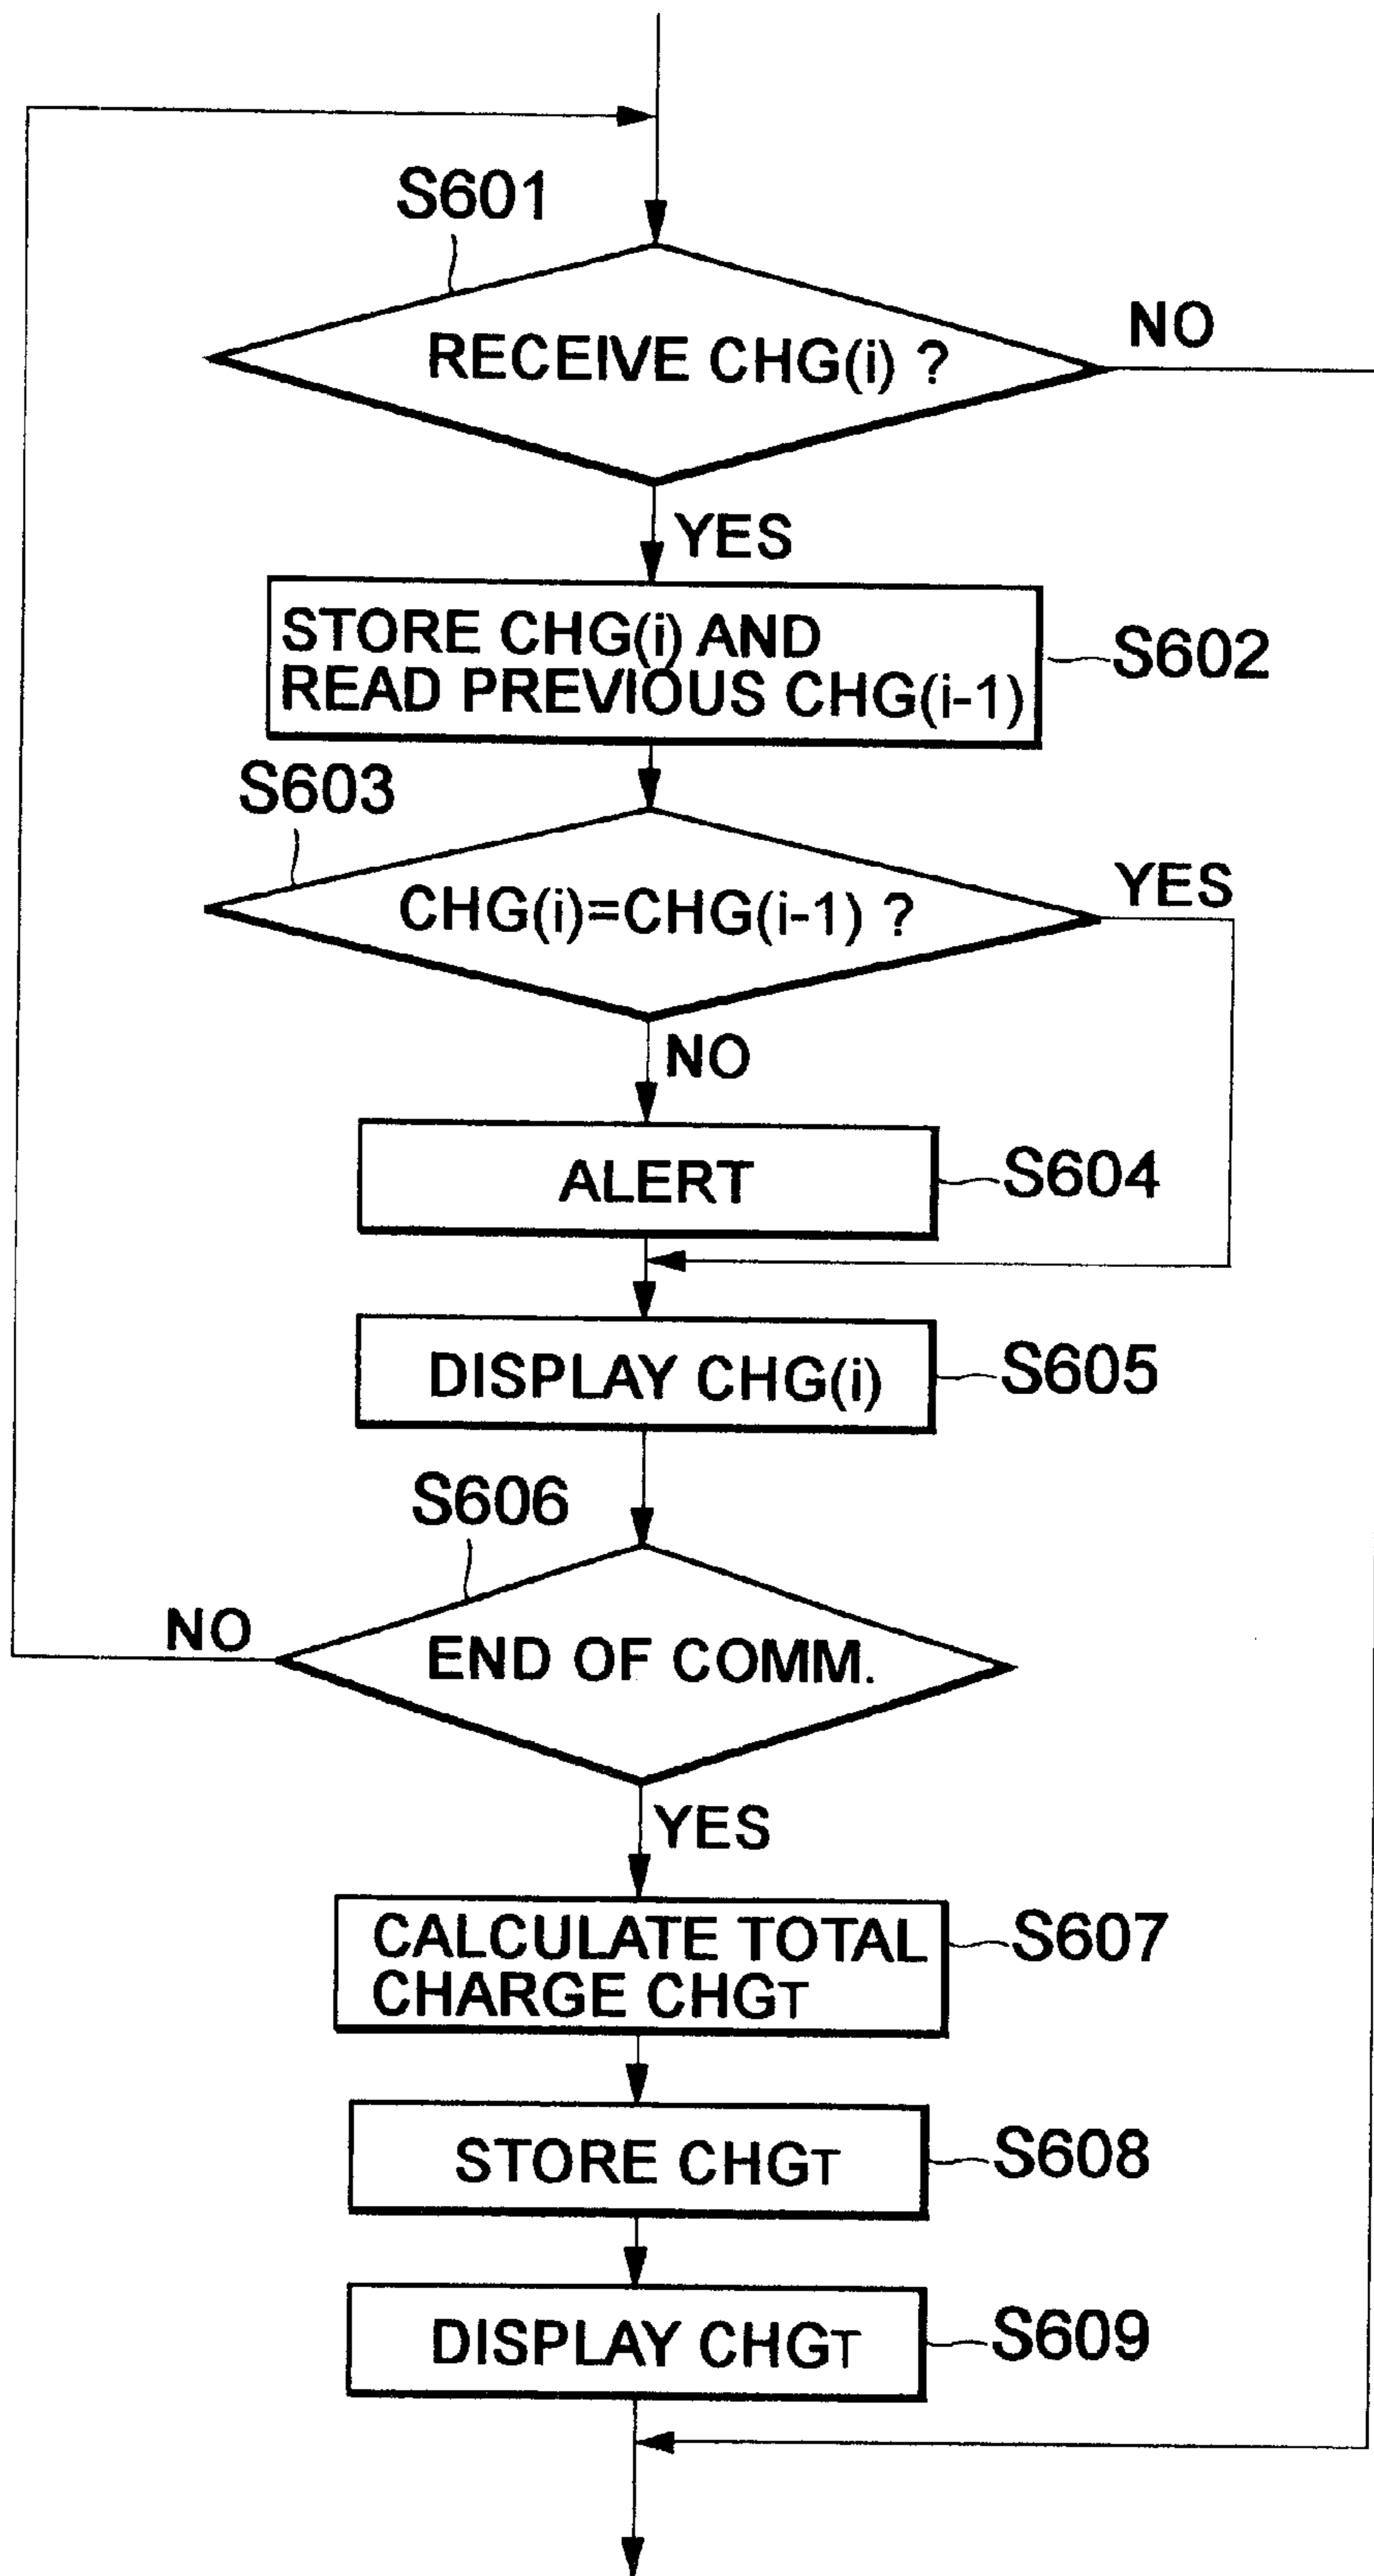 S601
RECEIVE CHG(i) ?
NO
YES
STORE CHG(i) AND
READ PREVIOUS CHG(i-1)
S602
S603
CHG(i)=CHG(i-1) ?
YES
NO
ALERT
S604
DISPLAY CHG(i)
S605
S606
NO
END OF COMM.
YES
CALCULATE TOTAL
CHARGE CHGT
S607
STORE CHGT
S608
DISPLAY CHGT
S609